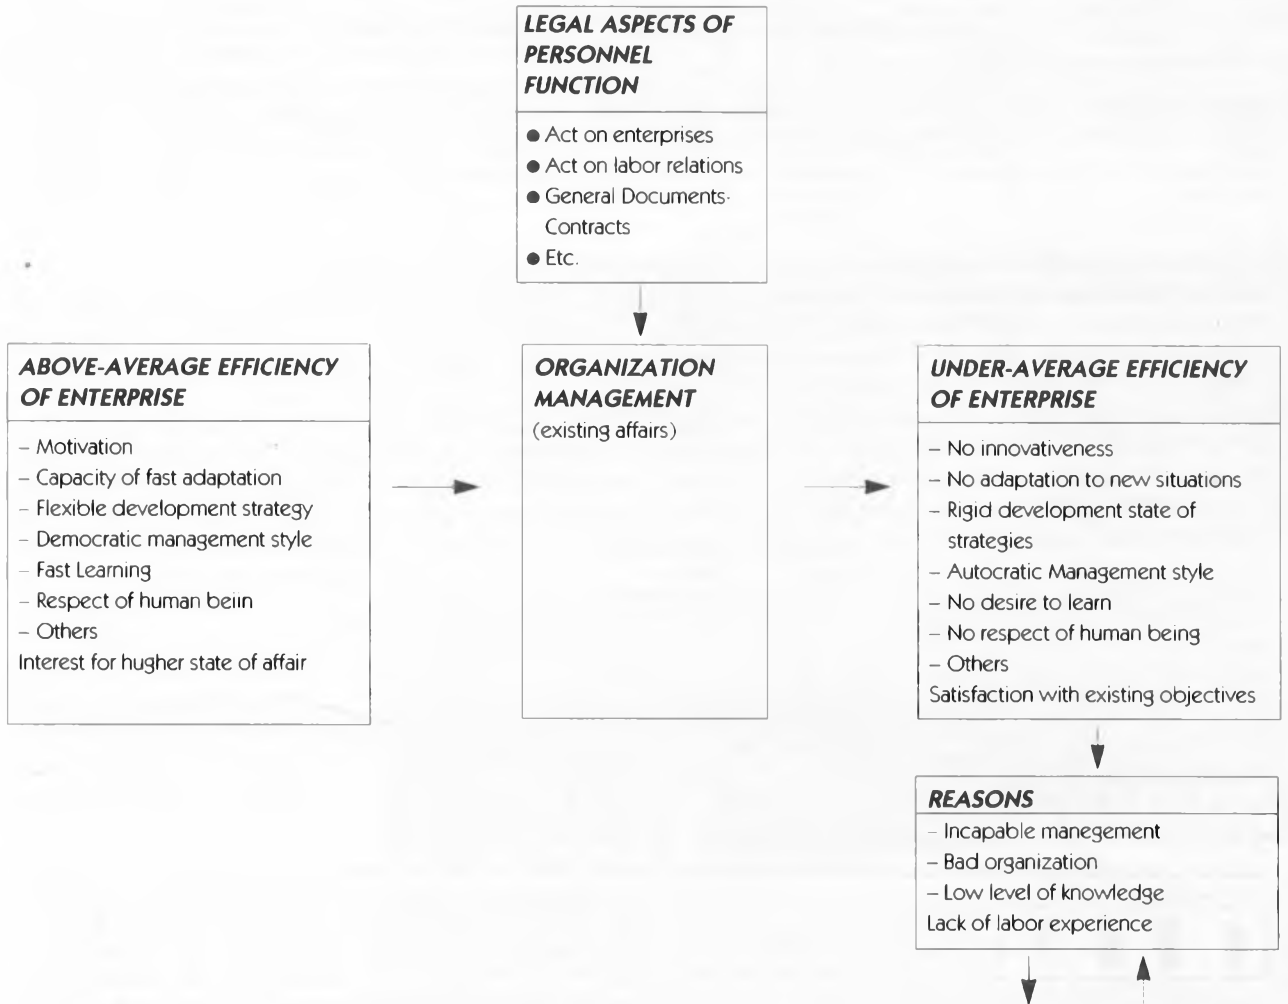 LEGAL ASPECTS OF
PERSONNEL
FUNCTION
● Act on enterprises
● Act on labor relations
● General Documents-
Contracts
● Etc.
ABOVE-AVERAGE EFFICIENCY
OF ENTERPRISE
– Motivation
– Capacity of fast adaptation
– Flexible development strategy
– Democratic management style
– Fast Learning
– Respect of human beiin
– Others
Interest for hugher state of affair
ORGANIZATION
MANAGEMENT
(existing affairs)
UNDER-AVERAGE EFFICIENCY
OF ENTERPRISE
– No innovativeness
– No adaptation to new situations
– Rigid development state of
strategies
– Autocratic Management style
– No desire to learn
– No respect of human being
– Others
Satisfaction with existing objectives
REASONS
– Incapable manegement
– Bad organization
– Low level of knowledge
Lack of labor experience